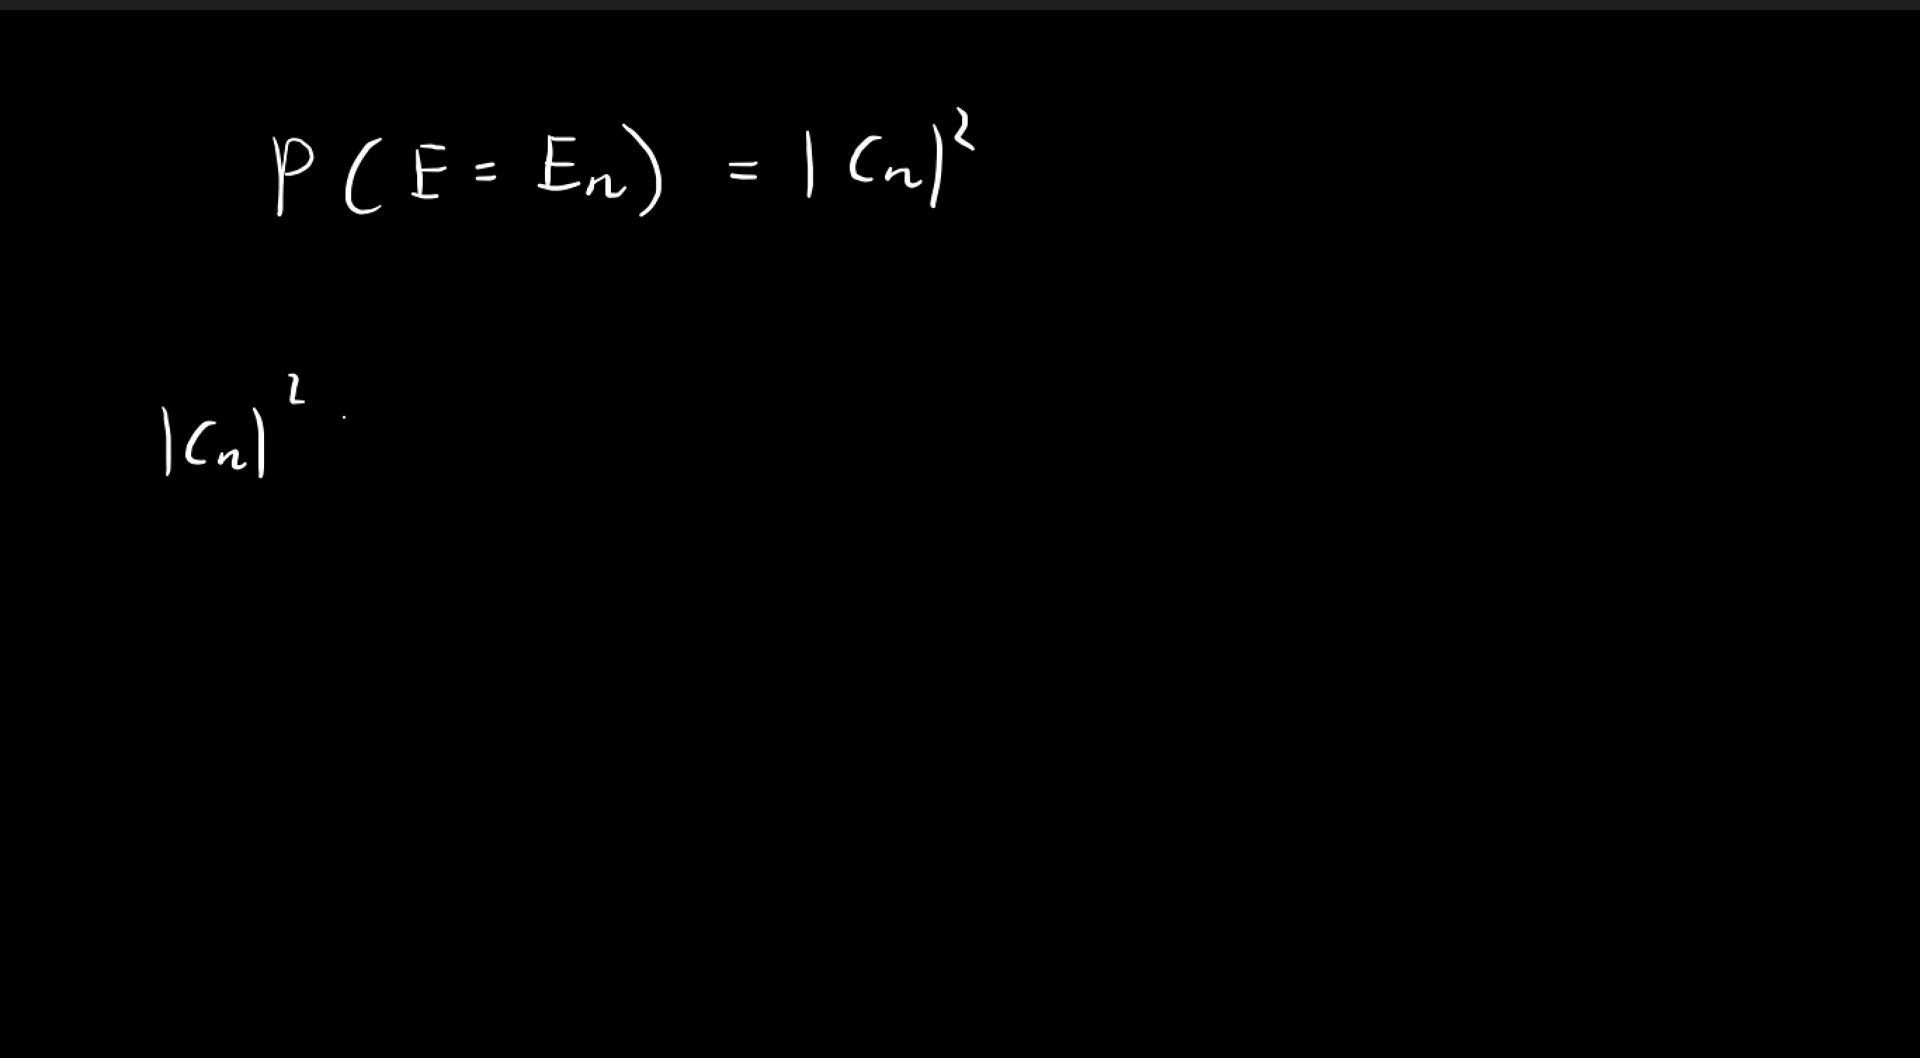 P(E = Eₙ) = |Cₙ|²
|Cₙ|²